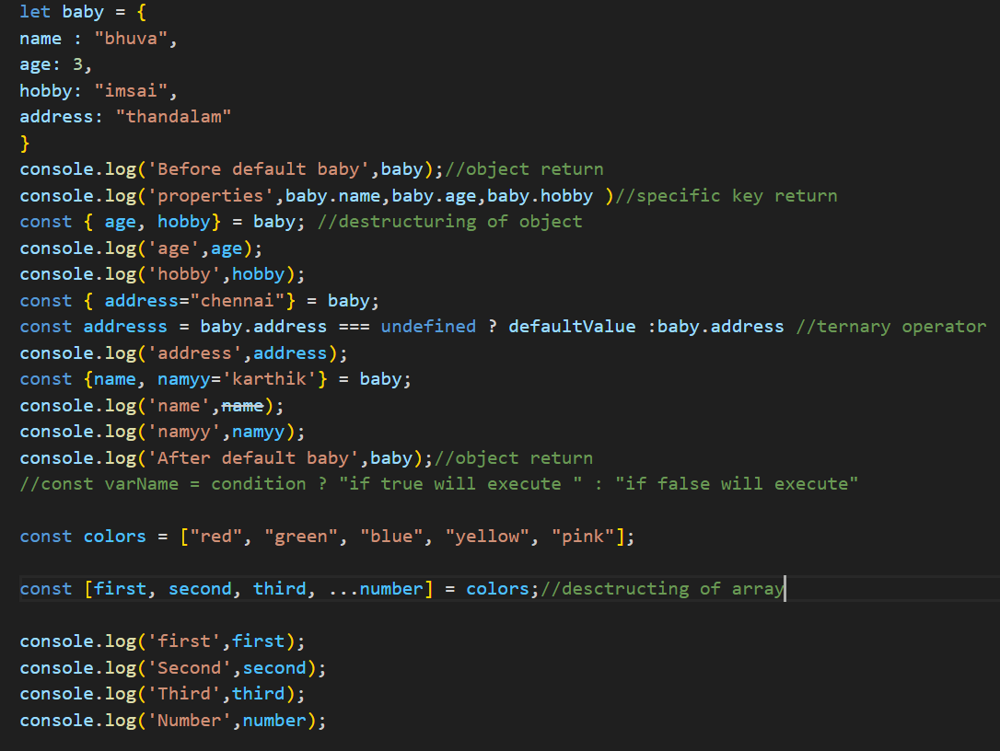 let baby = {
name : "bhuva",
age: 3,
hobby: "imsai",
address: "thandalam"
}
console.log('Before default baby',baby);//object return
console.log('properties',baby.name,baby.age,baby.hobby )//specific key return
const { age, hobby} = baby; //destructuring of object
console.log('age',age);
console.log('hobby',hobby);
const { address="chennai"} = baby;
const addresss = baby.address === undefined ? defaultValue :baby.address //ternary operator
console.log('address',address);
const {name, namyy='karthik'} = baby;
console.log('name',name);
console.log('namyy',namyy);
console.log('After default baby',baby);//object return
//const varName = condition ? "if true will execute " : "if false will execute"
const colors = ["red", "green", "blue", "yellow", "pink"];
const [first, second, third, ...number] = colors;//desctructing of array
console.log('first',first);
console.log('Second',second);
console.log('Third',third);
console.log('Number',number);